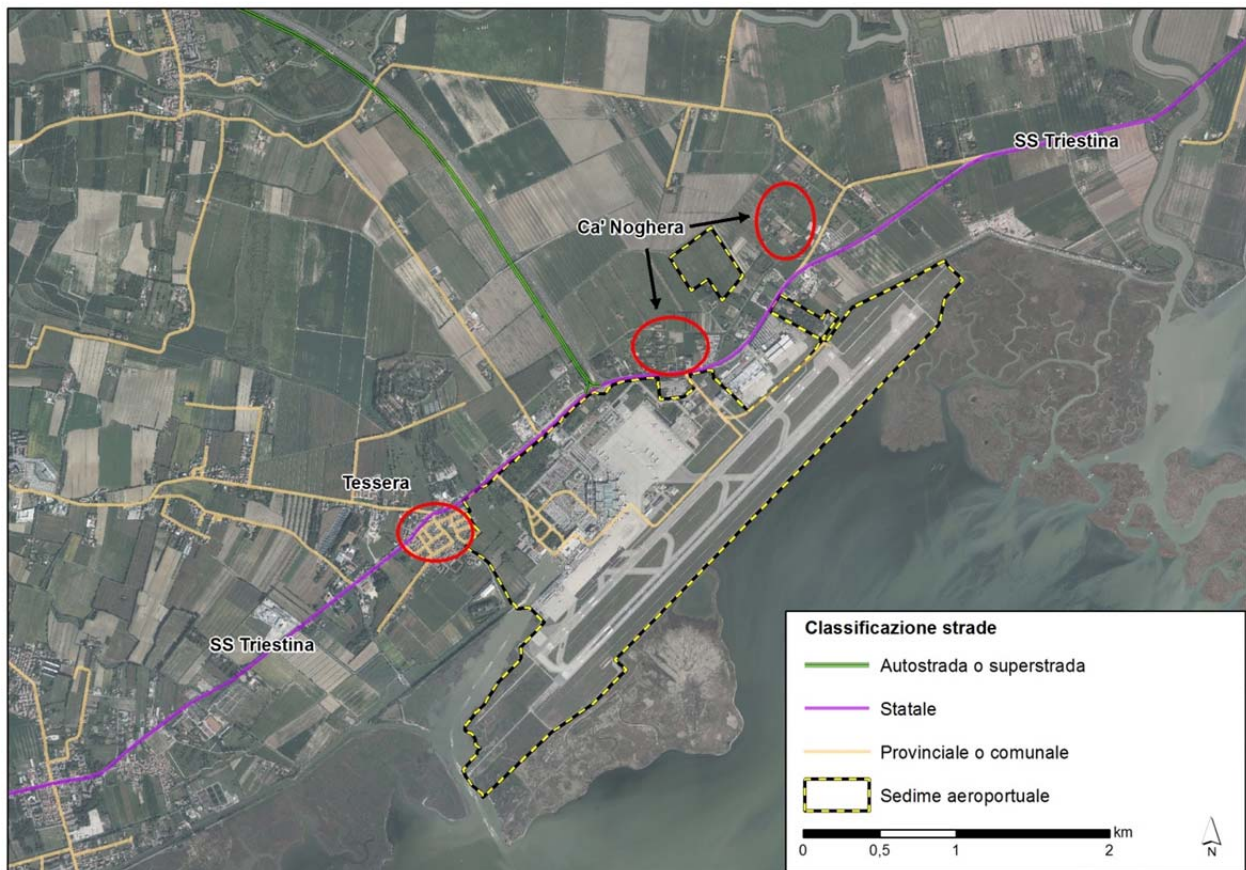 SS Triestina
Ca' Noghera
Tessera
SS Triestina
Classificazione strade
Autostrada o superstrada
Statale
Provinciale o comunale
Sedime aeroportuale
km
0 0,5 1 2
N